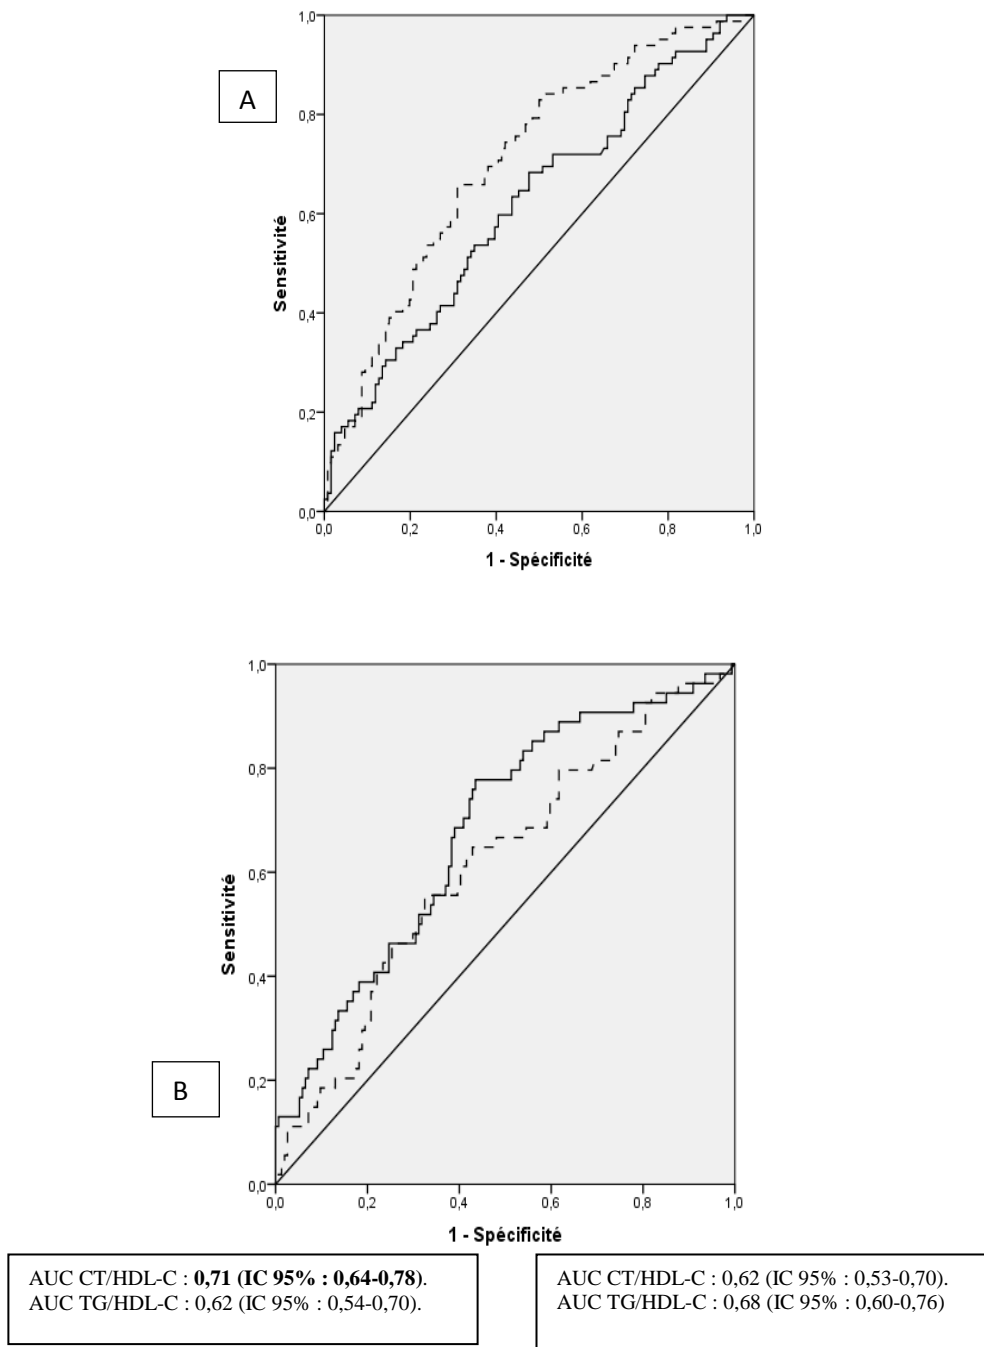 A
1,0
0,8
0,6
0,4
0,2
0,0
Sensitivité
0,0 0,2 0,4 0,6 0,8 1,0
1 - Spécificité
B
1,0
0,8
0,6
0,4
0,2
0,0
Sensitivité
0,0 0,2 0,4 0,6 0,8 1,0
1 - Spécificité
AUC CT/HDL-C : 0,71 (IC 95% : 0,64-0,78).
AUC TG/HDL-C : 0,62 (IC 95% : 0,54-0,70).
AUC CT/HDL-C : 0,62 (IC 95% : 0,53-0,70).
AUC TG/HDL-C : 0,68 (IC 95% : 0,60-0,76)